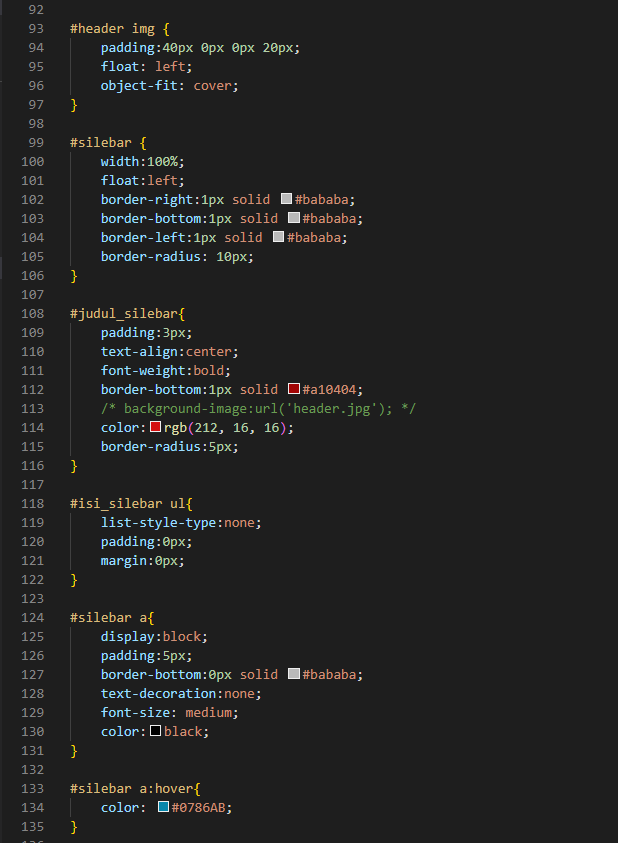 92
93 #header img {
94     padding:40px 0px 0px 20px;
95     float: left;
96     object-fit: cover;
97 }
98
99 #silebar {
100     width:100%;
101     float:left;
102     border-right:1px solid #bababa;
103     border-bottom:1px solid #bababa;
104     border-left:1px solid #bababa;
105     border-radius: 10px;
106 }
107
108 #judul_silebar{
109     padding:3px;
110     text-align:center;
111     font-weight:bold;
112     border-bottom:1px solid #a10404;
113     /* background-image:url('header.jpg'); */
114     color:rgb(212, 16, 16);
115     border-radius:5px;
116 }
117
118 #isi_silebar ul{
119     list-style-type:none;
120     padding:0px;
121     margin:0px;
122 }
123
124 #silebar a{
125     display:block;
126     padding:5px;
127     border-bottom:0px solid #bababa;
128     text-decoration:none;
129     font-size: medium;
130     color:black;
131 }
132
133 #silebar a:hover{
134     color: #0786AB;
135 }